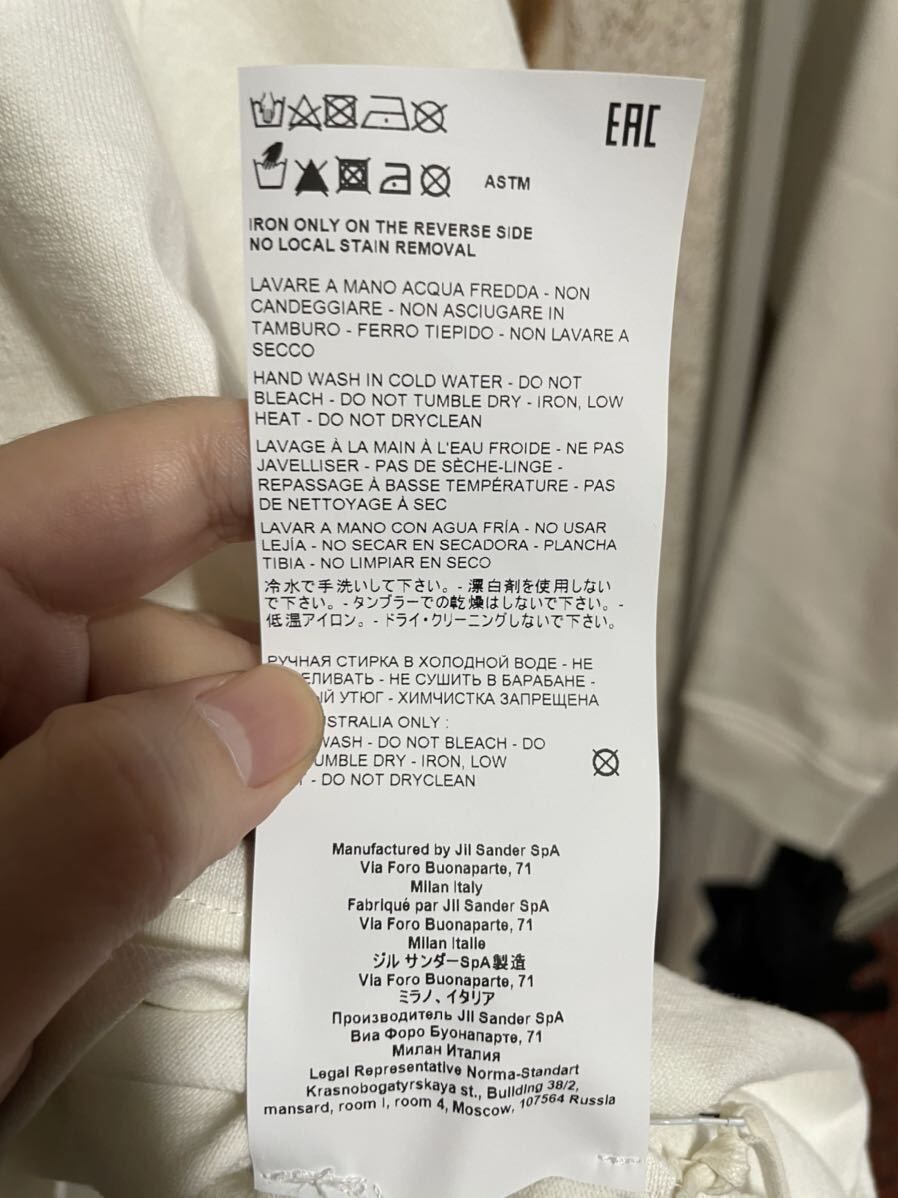 EAC
ASTM
IRON ONLY ON THE REVERSE SIDE
NO LOCAL STAIN REMOVAL
LAVARE A MANO ACQUA FREDDA - NON
CANDEGGIARE - NON ASCIUGARE IN
TAMBURO - FERRO TIEPIDO - NON LAVARE A
SECCO
HAND WASH IN COLD WATER - DO NOT
BLEACH - DO NOT TUMBLE DRY - IRON, LOW
HEAT - DO NOT DRYCLEAN
LAVAGE À LA MAIN À L'EAU FROIDE - NE PAS
JAVELLISER - PAS DE SÈCHE-LINGE -
REPASSAGE À BASSE TEMPÉRATURE - PAS
DE NETTOYAGE À SEC
LAVAR A MANO CON AGUA FRÍA - NO USAR
LEJÍA - NO SECAR EN SECADORA - PLANCHA
TIBIA - NO LIMPIAR EN SECO
冷水で手洗いして下さい。- 漂白剤を使用しない
で下さい。- タンブラーでの乾燥はしないで下さい。-
低温アイロン。- ドライ・クリーニングしないで下さい。
РУЧНАЯ СТИРКА В ХОЛОДНОЙ ВОДЕ - НЕ
ЕЛИВАТЬ - НЕ СУШИТЬ В БАРАБАНЕ -
ЫЙ УТЮГ - ХИМЧИСТКА ЗАПРЕЩЕНА
USTRALIA ONLY :
WASH - DO NOT BLEACH - DO
UMBLE DRY - IRON, LOW
- DO NOT DRYCLEAN
Manufactured by Jil Sander SpA
Via Foro Buonaparte, 71
Milan Italy
Fabriqué par Jil Sander SpA
Via Foro Buonaparte, 71
Milan Italie
ジル サンダーSpA製造
Via Foro Buonaparte, 71
ミラノ、イタリア
Производитель Jil Sander SpA
Виа Форо Буонапарте, 71
Милан Италия
Legal Representative Norma-Standart
Krasnobogatyrskaya st., Building 38/2,
mansard, room I, room 4, Moscow, 107564 Russia